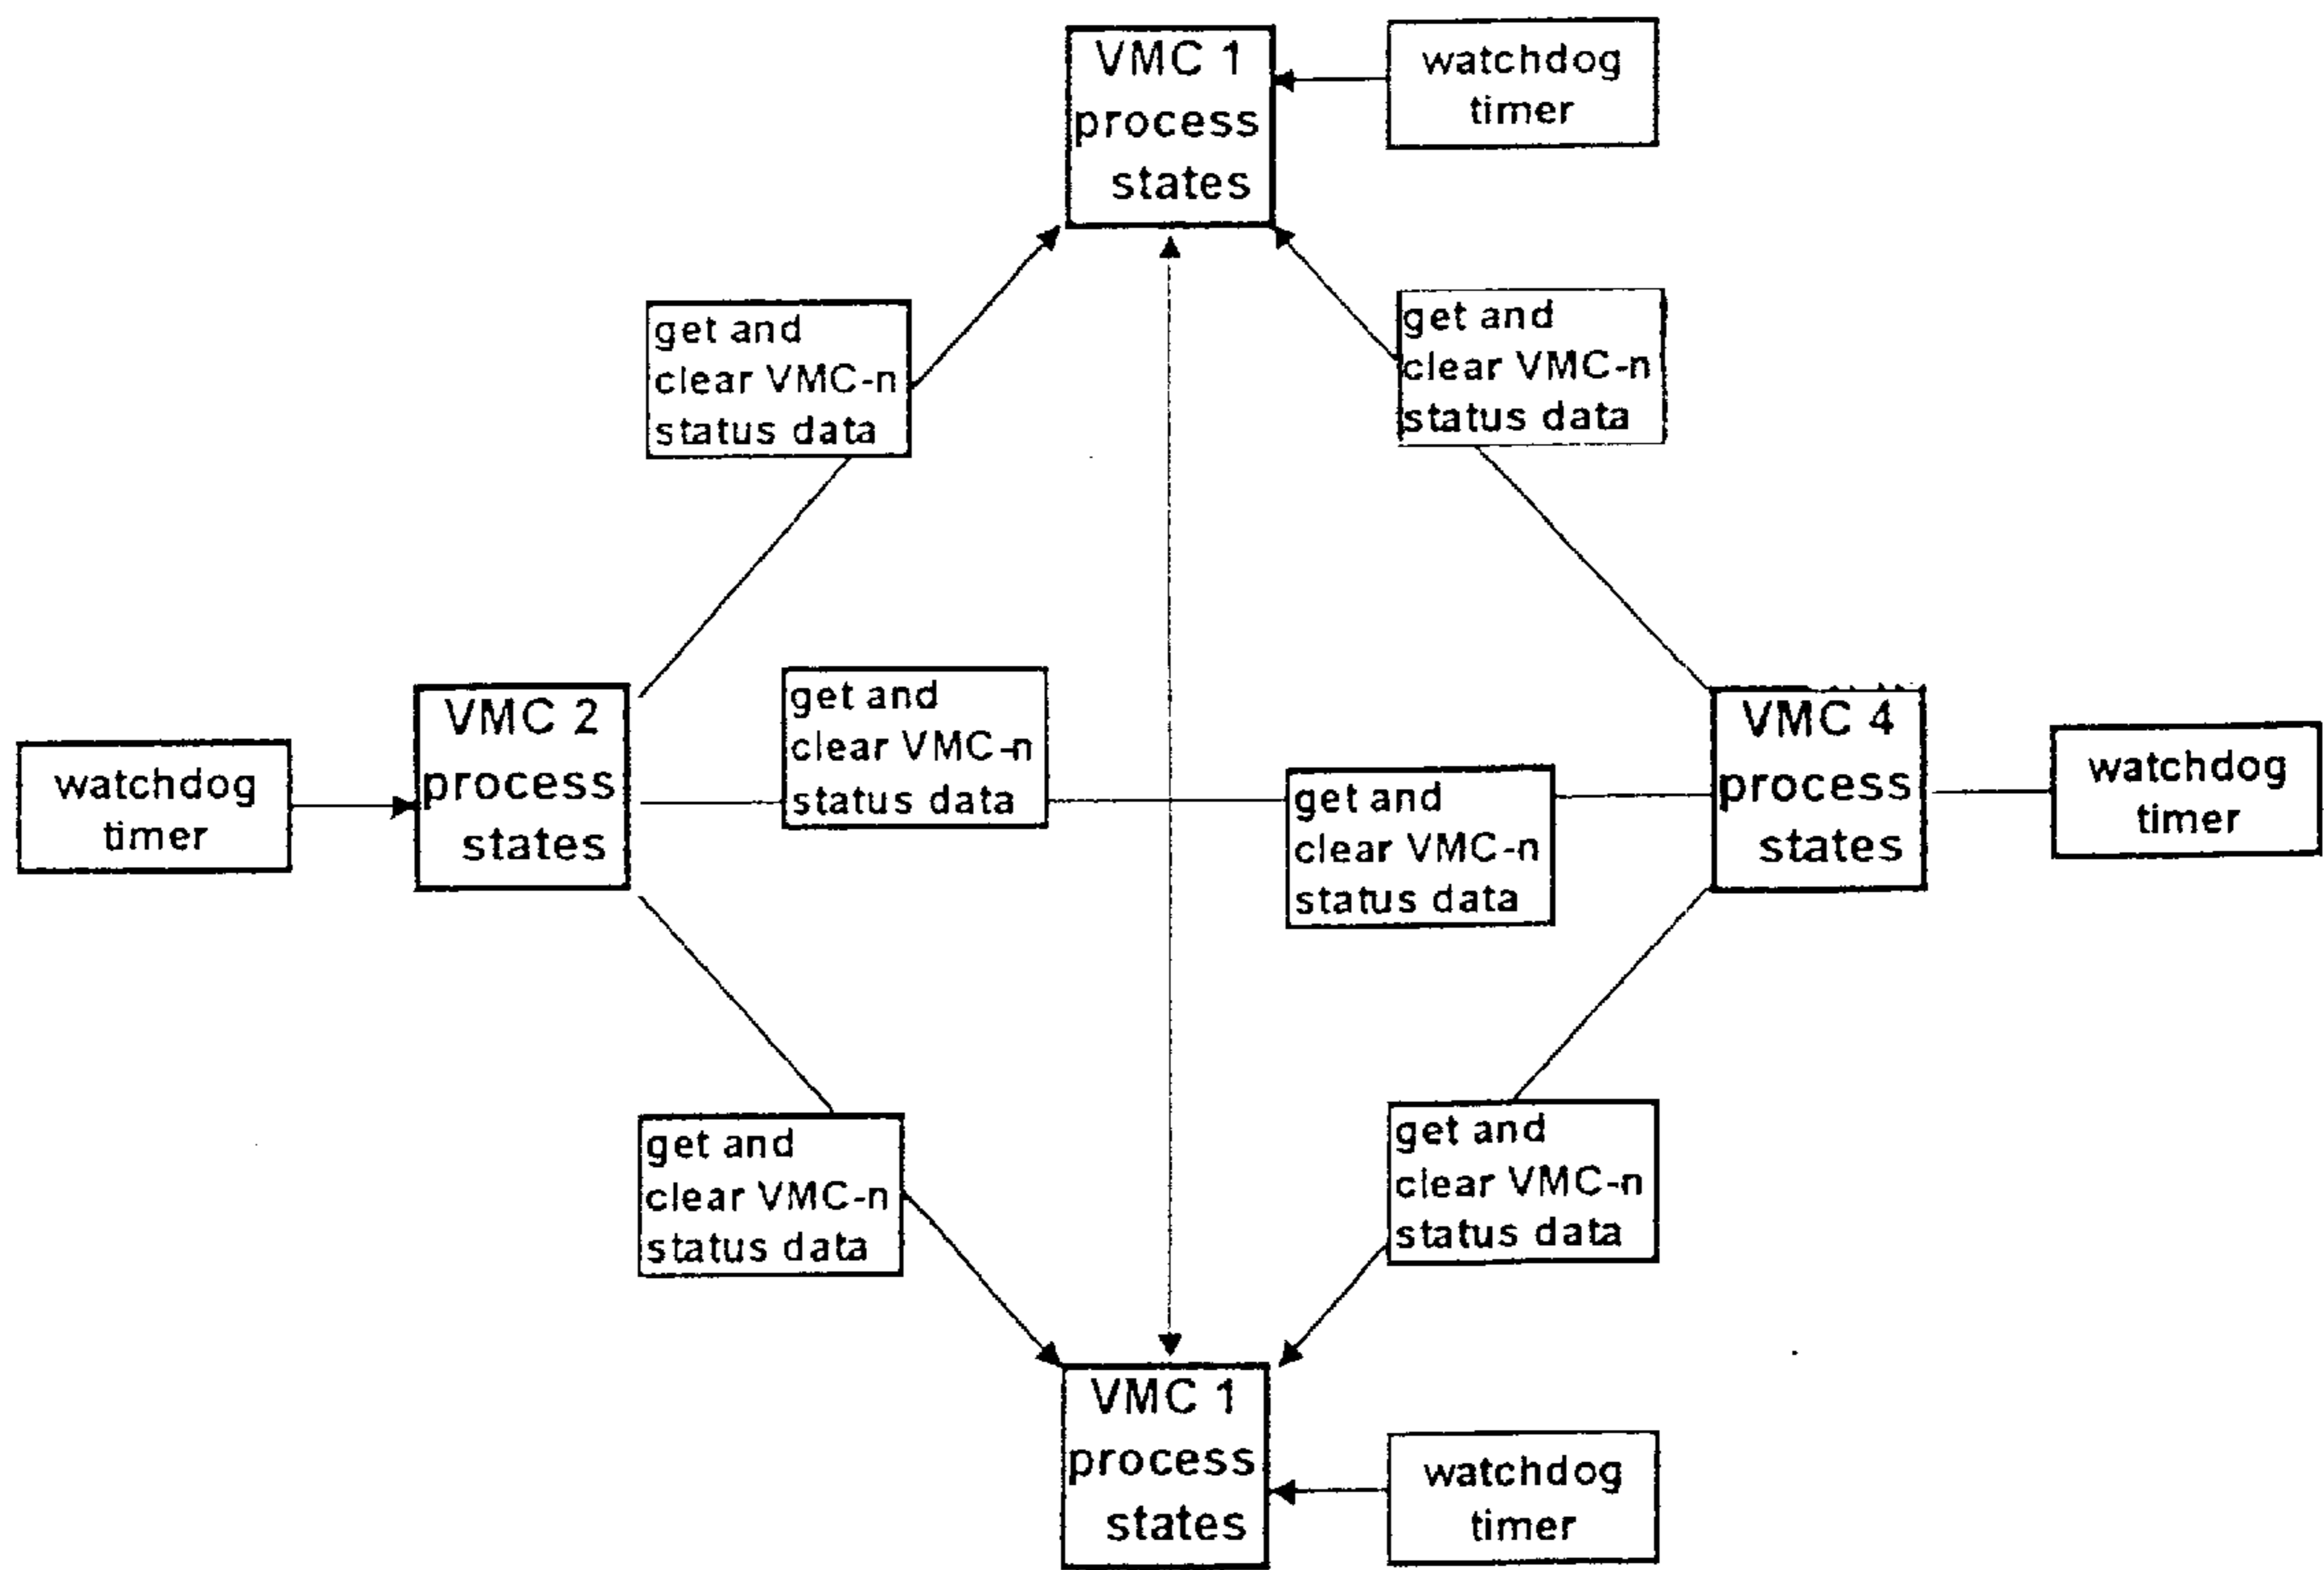 VMC 1
process
states
watchdog
timer
get and
clear VMC-n
status data
get and
clear VMC-n
status data
watchdog
timer
VMC 2
process
states
get and
clear VMC-n
status data
get and
clear VMC-n
status data
VMC 4
process
states
watchdog
timer
get and
clear VMC-n
status data
get and
clear VMC-n
status data
VMC 1
process
states
watchdog
timer